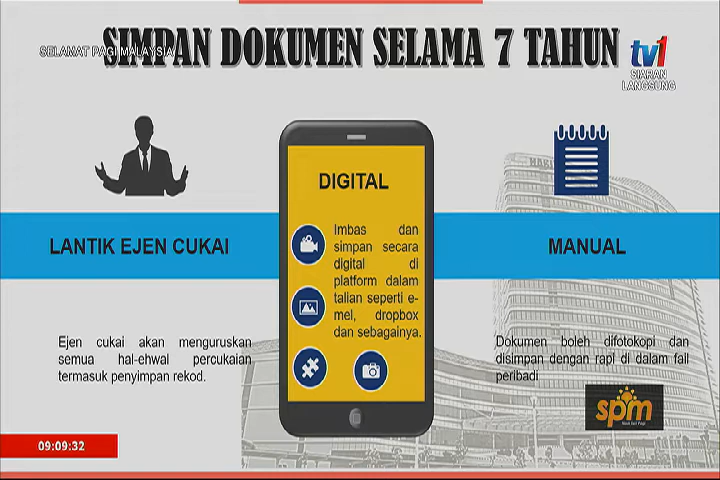 SIMPAN DOKUMEN SELAMA 7 TAHUN
SELAMAT PAGI MALAYSIA
tv1
SIARAN
LANGSUNG
LANTIK EJEN CUKAI
Ejen cukai akan menguruskan
semua hal-ehwal percukaian
termasuk penyimpan rekod.
DIGITAL
Imbas dan
simpan secara
digital di
platform dalam
talian seperti e-
mel, dropbox
dan sebagainya.
MANUAL
Dokumen boleh difotokopi dan
disimpan dengan rapi di dalam fail
peribadi
spm
09:09:32